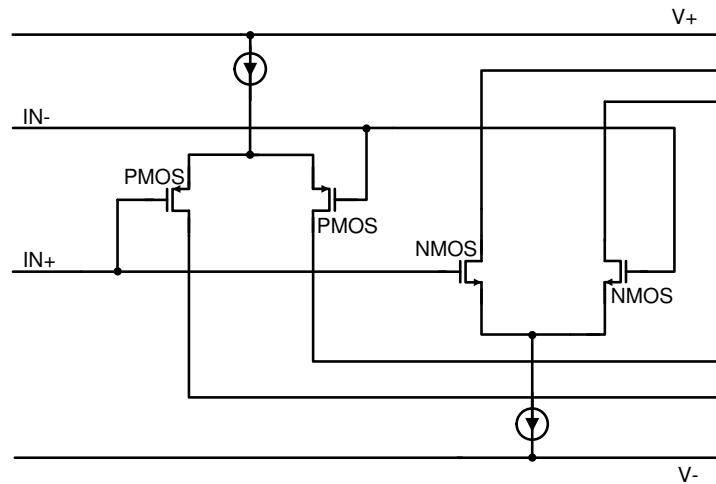 V+
IN-
PMOS
PMOS
NMOS
IN+
NMOS
V-